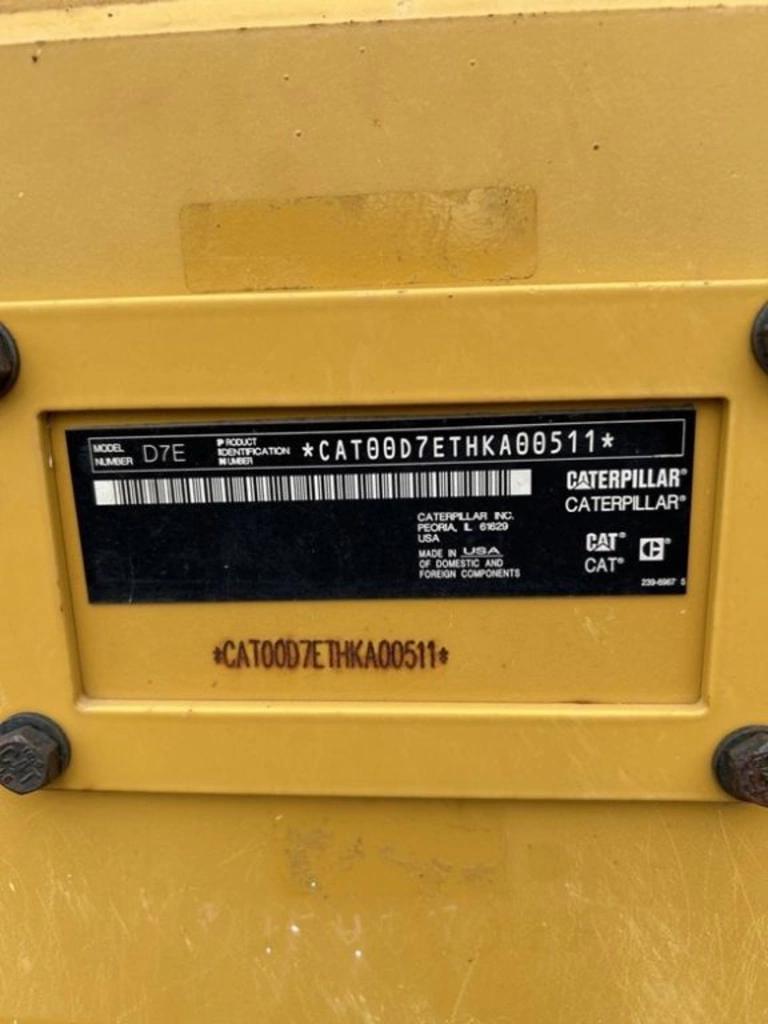 MODEL NUMBER D7E PRODUCT IDENTIFICATION NUMBER *CAT00D7ETHKA00511*
CATERPILLAR®
CATERPILLAR®
CATERPILLAR INC.
PEORIA, IL 61629
USA
MADE IN USA
OF DOMESTIC AND
FOREIGN COMPONENTS
CAT® C®
CAT®
239-6967 5
*CAT00D7ETHKA00511*